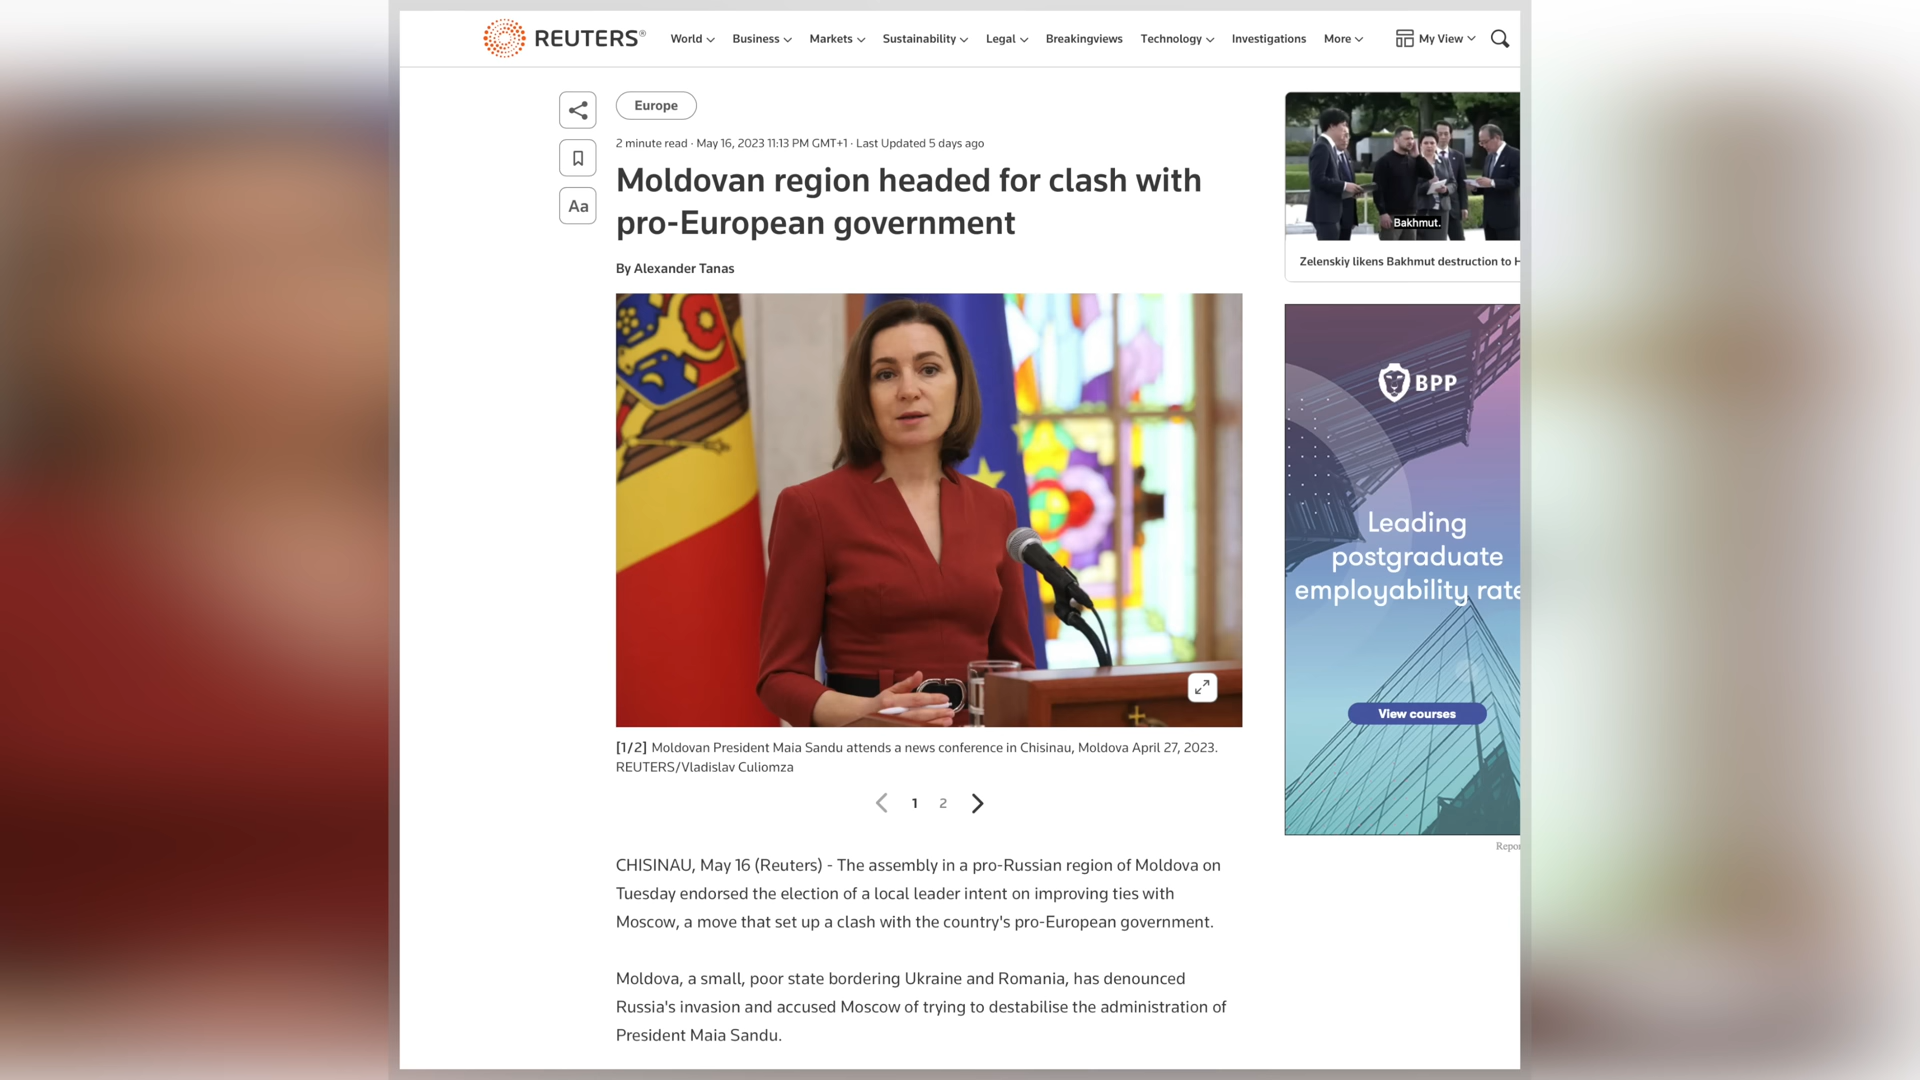 REUTERS®
World
Business
Markets
Sustainability
Legal
Breakingviews
Technology
Investigations
More
My View
Aa
Europe
2 minute read · May 16, 2023 11:13 PM GMT+1 · Last Updated 5 days ago
Moldovan region headed for clash with
pro-European government
By Alexander Tanas
[1/2] Moldovan President Maia Sandu attends a news conference in Chisinau, Moldova April 27, 2023.
REUTERS/Vladislav Culiomza
1 2
CHISINAU, May 16 (Reuters) - The assembly in a pro-Russian region of Moldova on
Tuesday endorsed the election of a local leader intent on improving ties with
Moscow, a move that set up a clash with the country's pro-European government.
Moldova, a small, poor state bordering Ukraine and Romania, has denounced
Russia's invasion and accused Moscow of trying to destabilise the administration of
President Maia Sandu.
Bakhmut.
Zelenskiy likens Bakhmut destruction to H
BPP
Leading
postgraduate
employability rate
View courses
Repor